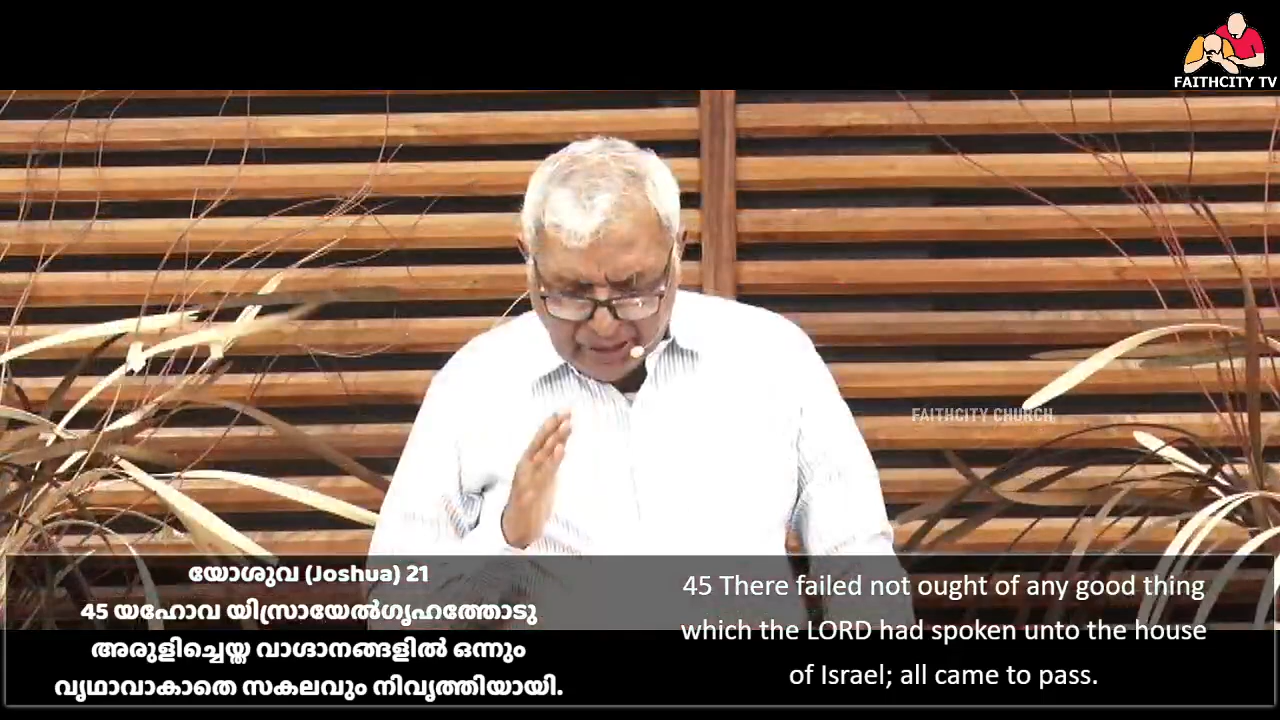 FAITHCITY TV
FAITHCITY CHURCH
യോശുവ (Joshua) 21
45 യഹോവ യിസ്രായേൽഗൃഹത്തോടു
അരുളിച്ചെയ്ത വാഗ്ദാനങ്ങളിൽ ഒന്നും
വൃഥാവാകാതെ സകലവും നിവൃത്തിയായി.
45 There failed not ought of any good thing
which the LORD had spoken unto the house
of Israel; all came to pass.